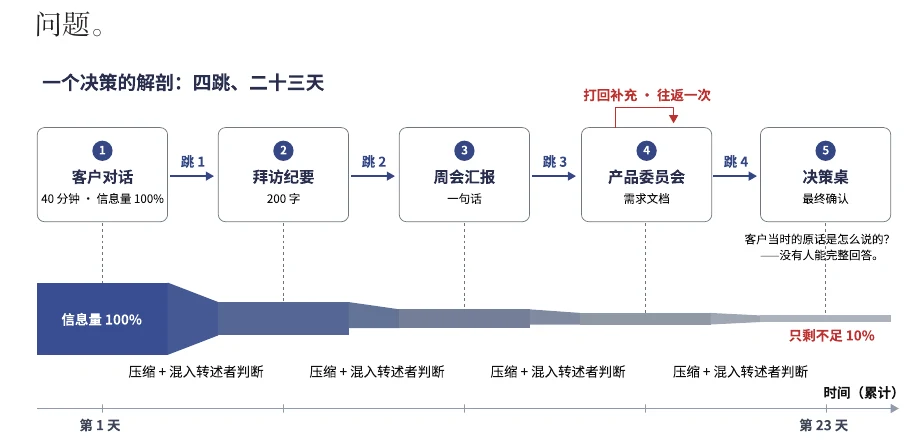 问题。
一个决策的解剖：四跳、二十三天
打回补充 · 往返一次
1
客户对话
40 分钟 · 信息量 100%
跳 1
2
拜访纪要
200 字
跳 2
3
周会汇报
一句话
跳 3
4
产品委员会
需求文档
跳 4
5
决策桌
最终确认
客户当时的原话是怎么说的？
——没有人能完整回答。
信息量 100%
只剩不足 10%
压缩 + 混入转述者判断
压缩 + 混入转述者判断
压缩 + 混入转述者判断
压缩 + 混入转述者判断
时间（累计）
第 1 天
第 23 天